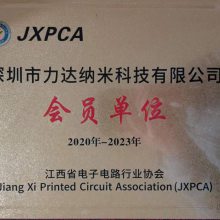 JXPCA
深圳市力达纳米科技有限公司
会员单位
2020年-2023年
江西省电子电路行业协会
Jiang Xi Printed Circuit Association(JXPCA)